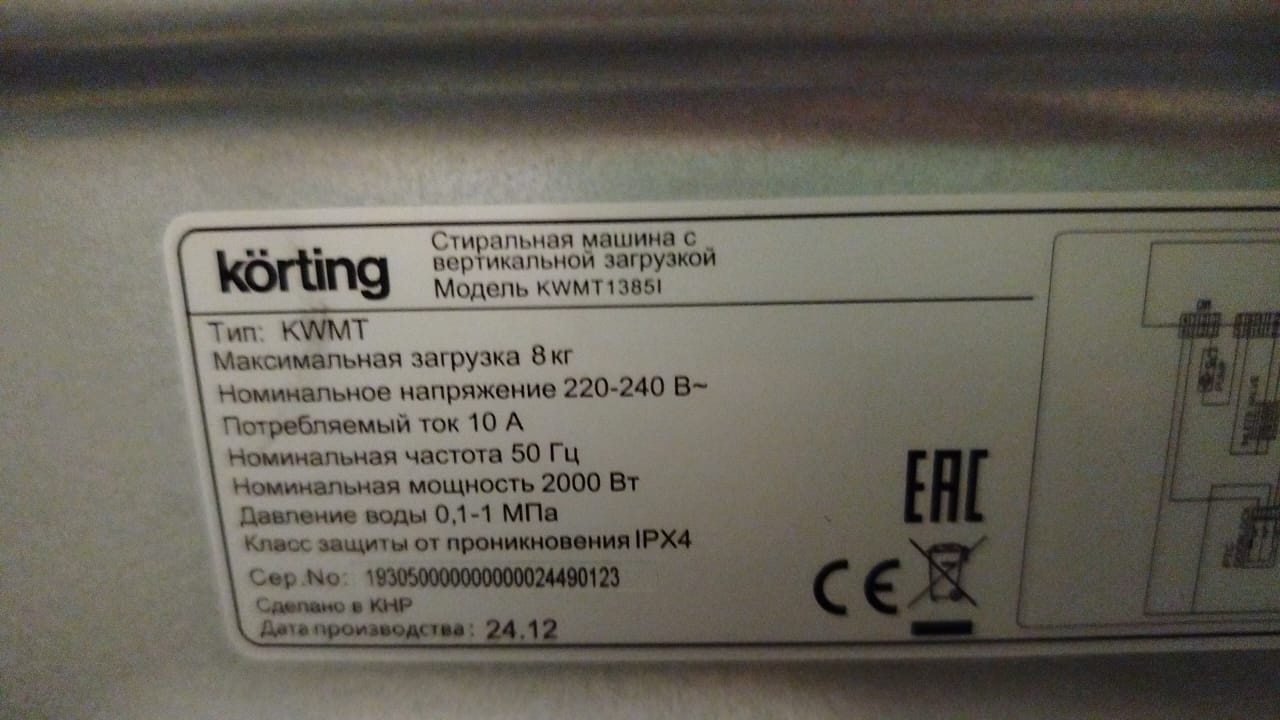 körting
Стиральная машина с
вертикальной загрузкой
Модель KWMT1385I
Тип: KWMT
Максимальная загрузка 8 кг
Номинальное напряжение 220-240 В~
Потребляемый ток 10 А
Номинальная частота 50 Гц
Номинальная мощность 2000 Вт
Давление воды 0,1-1 МПа
Класс защиты от проникновения IPX4
Сер.No: 193050000000000024490123
Сделано в КНР
Дата производства: 24.12
EAC
CE